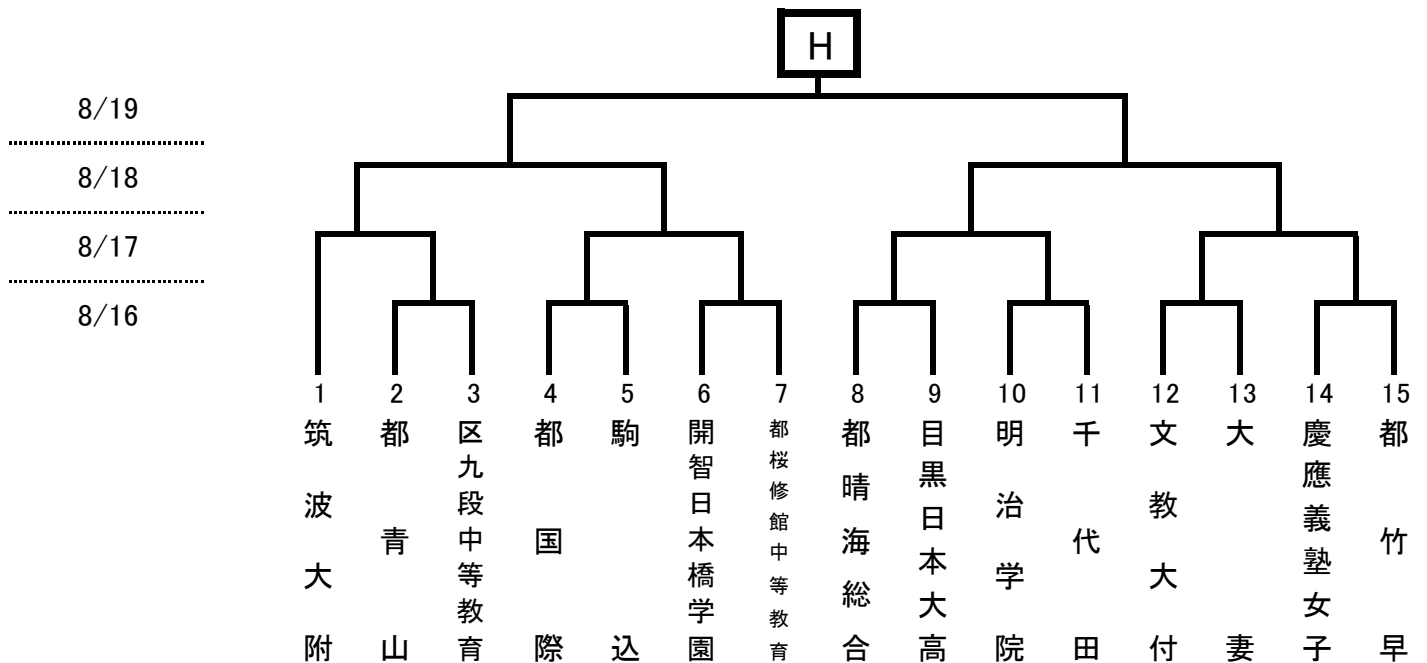 H
8/19
8/18
8/17
8/16
1 2 3 4 5 6 7 8 9 10 11 12 13 14 15
筑波大附
都青山
区九段中等教育
都国際
駒込
開智日本橋学園
都桜修館中等教育
都晴海総合
目黒日本大高
明治学院
千代田
文教大付
大妻
慶應義塾女子
都竹早